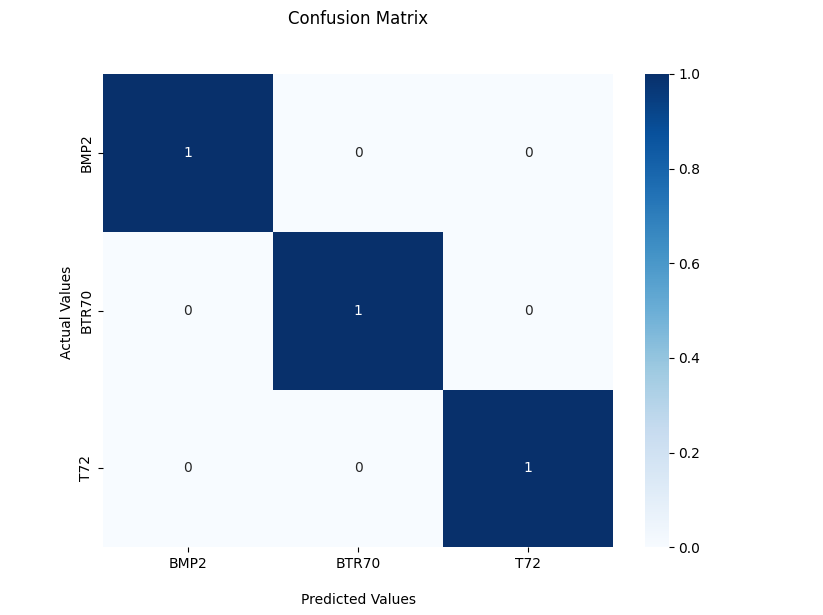 Confusion Matrix
1.0
BMP2 1 0 0
0.8
Actual Values
BTR70 0 1 0
0.6
0.4
T72 0 0 1
0.2
0.0
BMP2 BTR70 T72
Predicted Values